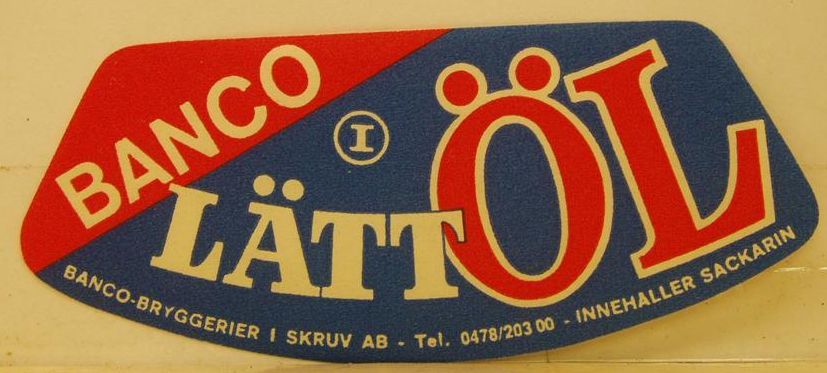 BANCO
I
LÄTTÖL
BANCO-BRYGGERIER I SKRUV AB - Tel. 0478/203 00 - INNEHALLER SACKARIN